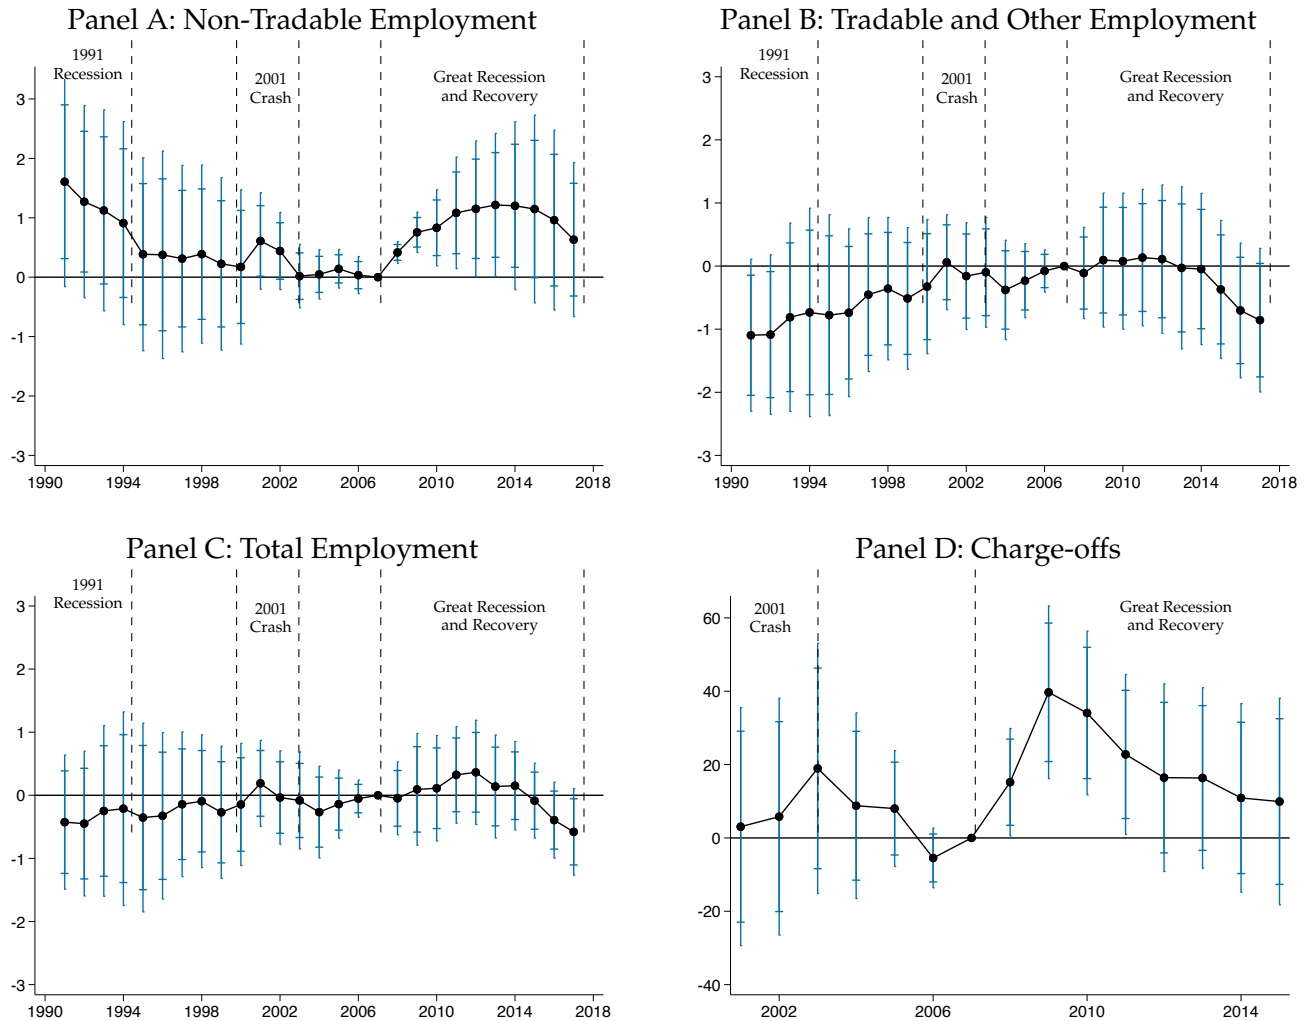 Panel A: Non-Tradable Employment
1991
Recession
2001
Crash
Great Recession
and Recovery
3
2
1
0
-1
-2
-3
1990 1994 1998 2002 2006 2010 2014 2018
Panel B: Tradable and Other Employment
1991
Recession
2001
Crash
Great Recession
and Recovery
3
2
1
0
-1
-2
-3
1990 1994 1998 2002 2006 2010 2014 2018
Panel C: Total Employment
1991
Recession
2001
Crash
Great Recession
and Recovery
3
2
1
0
-1
-2
-3
1990 1994 1998 2002 2006 2010 2014 2018
Panel D: Charge-offs
2001
Crash
Great Recession
and Recovery
60
40
20
0
-20
-40
2002 2006 2010 2014